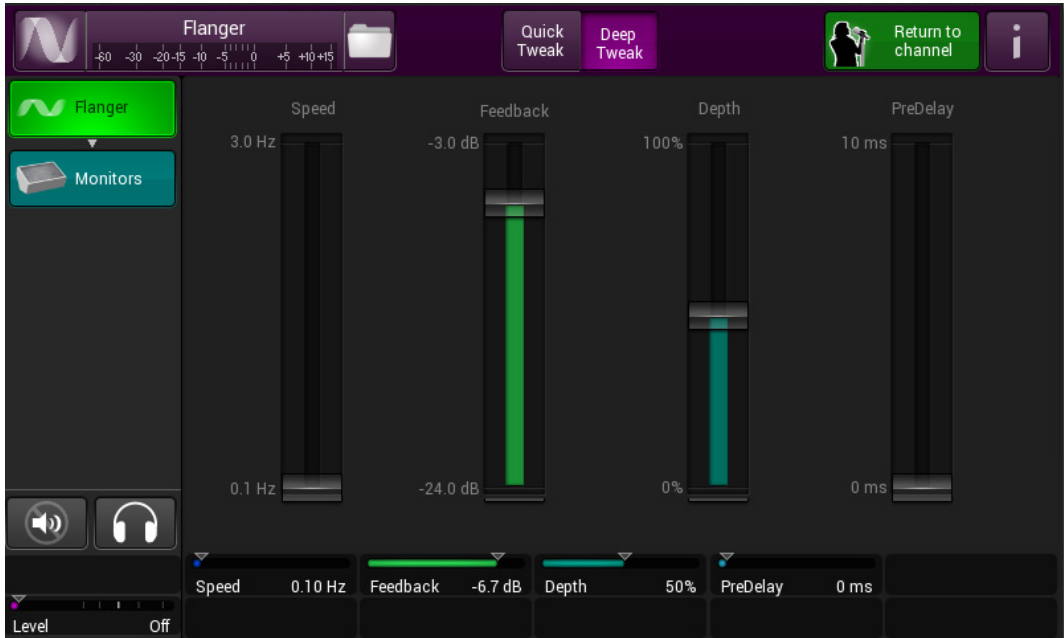 Flanger
-60 -30 -20 -15 -10 -5 0 +5 +10 +15
Quick
Tweak
Deep
Tweak
Return to
channel
i
Flanger
Monitors
Speed
Feedback
Depth
PreDelay
3.0 Hz
-3.0 dB
100%
10 ms
0.1 Hz
-24.0 dB
0%
0 ms
Speed 0.10 Hz
Feedback -6.7 dB
Depth 50%
PreDelay 0 ms
Level Off